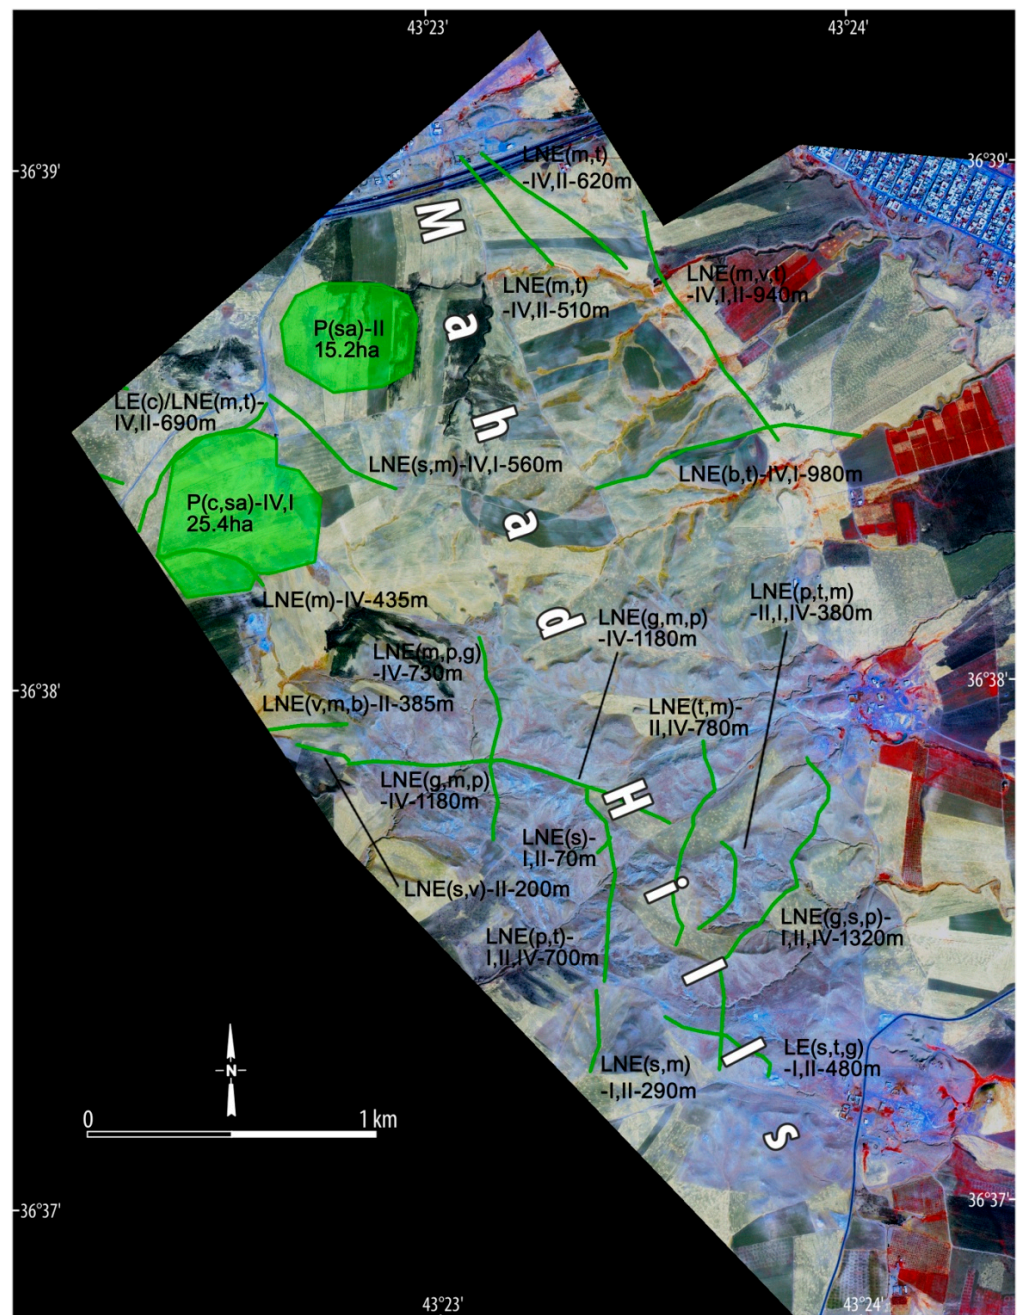 43°23'
43°24'
36°39'
36°39'
LNE(m,t)
-IV,II-620m
LNE(m,t)
-IV,II-510m
LNE(m,v,t)
-IV,I,II-940m
P(sa)-II
15.2ha
LE(c)/LNE(m,t)-
IV,II-690m
LNE(s,m)-IV,I-560m
LNE(b,t)-IV,I-980m
P(c,sa)-IV,I
25.4ha
LNE(m)-IV-435m
LNE(p,t,m)
-II,I,IV-380m
LNE(g,m,p)
-IV-1180m
LNE(m,p,g)
-IV-730m
36°38'
36°38'
LNE(v,m,b)-II-385m
LNE(t,m)-
II,IV-780m
LNE(g,m,p)
-IV-1180m
LNE(s)-
I,II-70m
LNE(s,v)-II-200m
LNE(g,s,p)-
I,II,IV-1320m
LNE(p,t)-
I,II,IV-700m
LE(s,t,g)
-I,II-480m
LNE(s,m)
-I,II-290m
Mahad Hills
N
0 1 km
36°37'
36°37'
43°23'
43°24'